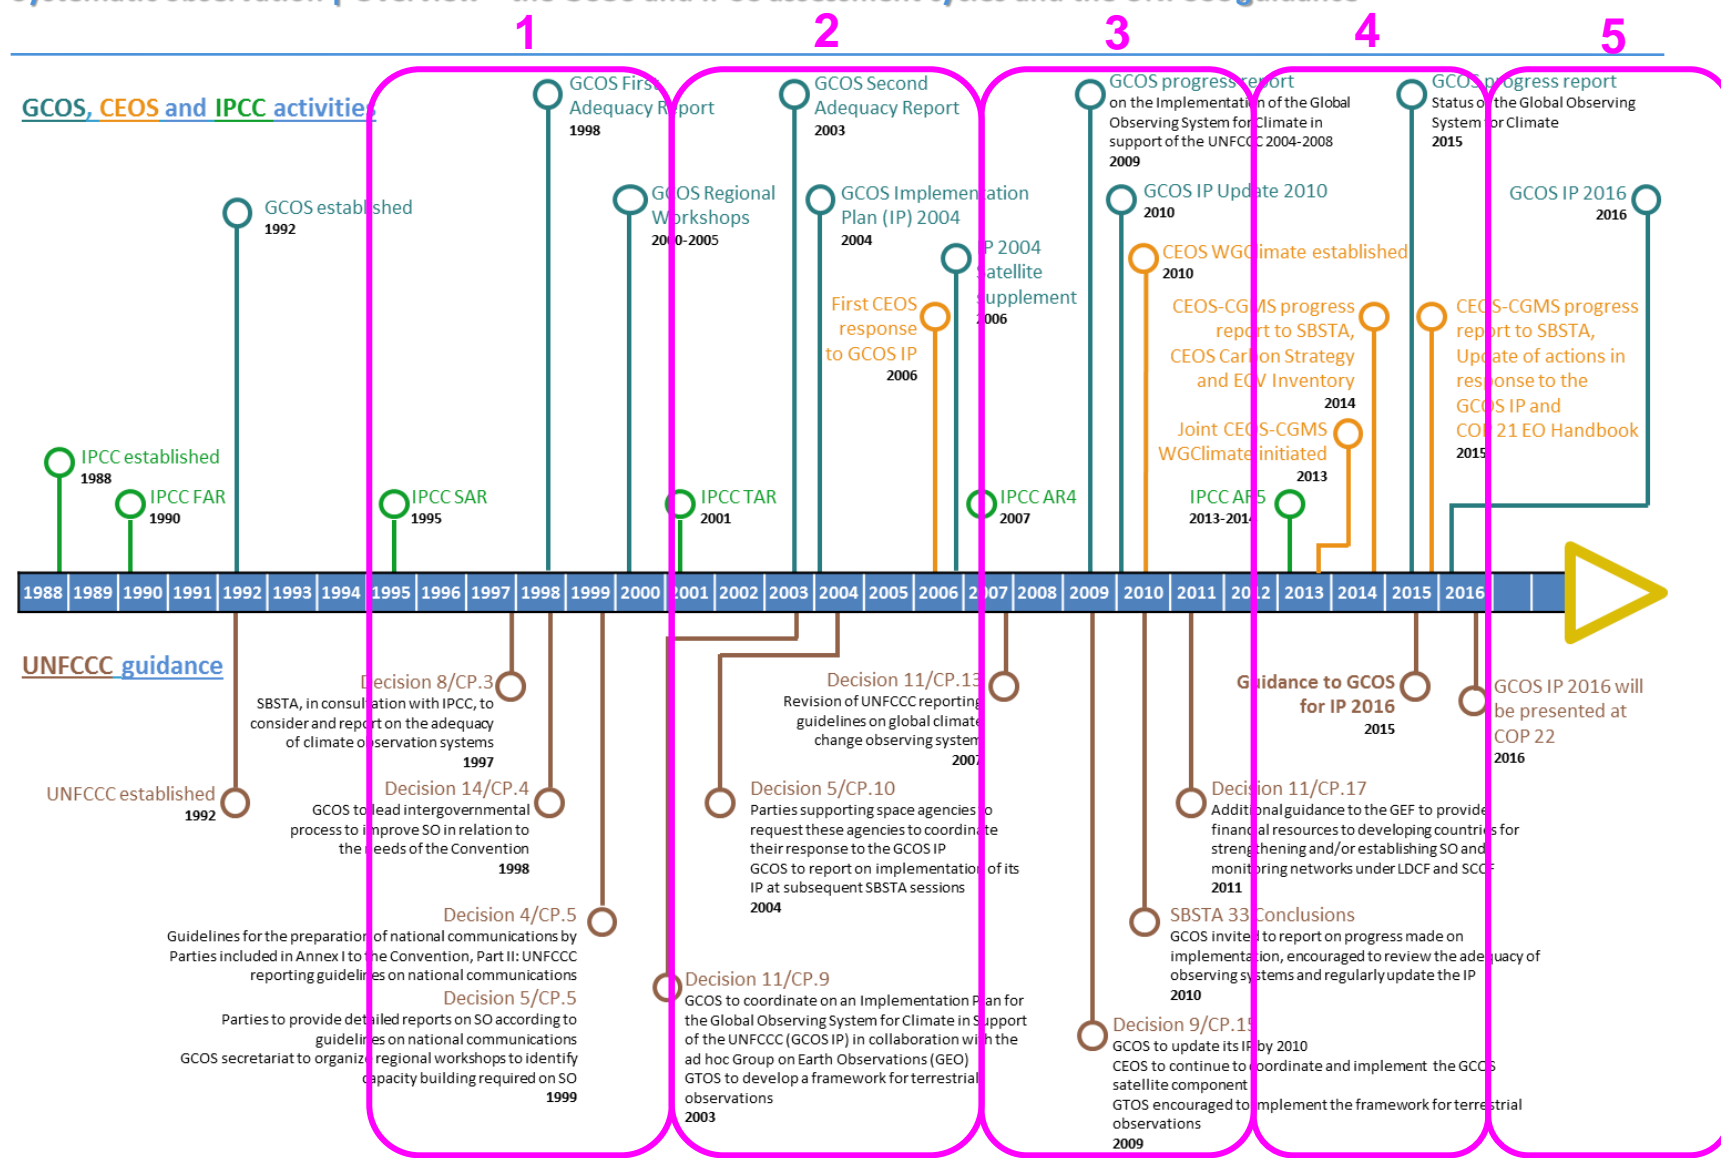 Systematic Observation | Overview – the GCOS and IPCC assessment cycles and the UNFCCC guidance
1
2
3
4
5
GCOS, CEOS and IPCC activities
GCOS First
Adequacy Report
1998
GCOS Second
Adequacy Report
2003
GCOS progress report
on the Implementation of the Global
Observing System for Climate in
support of the UNFCCC 2004-2008
2009
GCOS progress report
Status of the Global Observing
System for Climate
2015
GCOS established
1992
GCOS Regional
Workshops
2000-2005
GCOS Implementation
Plan (IP) 2004
2004
GCOS IP Update 2010
2010
GCOS IP 2016
2016
IP 2004
Satellite
supplement
2006
CEOS WGClimate established
2010
First CEOS
response
to GCOS IP
2006
CEOS-CGMS progress
report to SBSTA,
CEOS Carbon Strategy
and ECV Inventory
2014
CEOS-CGMS progress
report to SBSTA,
Update of actions in
response to the
GCOS IP and
COP 21 EO Handbook
2015
Joint CEOS-CGMS
WGClimate initiated
2013
IPCC established
1988
IPCC FAR
1990
IPCC SAR
1995
IPCC TAR
2001
IPCC AR4
2007
IPCC AR5
2013-2014
1988 1989 1990 1991 1992 1993 1994 1995 1996 1997 1998 1999 2000 2001 2002 2003 2004 2005 2006 2007 2008 2009 2010 2011 2012 2013 2014 2015 2016
UNFCCC guidance
Decision 8/CP.3
SBSTA, in consultation with IPCC, to
consider and report on the adequacy
of climate observation systems
1997
Decision 11/CP.13
Revision of UNFCCC reporting
guidelines on global climate
change observing system
2007
Guidance to GCOS
for IP 2016
2015
GCOS IP 2016 will
be presented at
COP 22
2016
UNFCCC established
1992
Decision 14/CP.4
GCOS to lead intergovernmental
process to improve SO in relation to
the needs of the Convention
1998
Decision 5/CP.10
Parties supporting space agencies to
request these agencies to coordinate
their response to the GCOS IP
GCOS to report on implementation of its
IP at subsequent SBSTA sessions
2004
Decision 11/CP.17
Additional guidance to the GEF to provide
financial resources to developing countries for
strengthening and/or establishing SO and
monitoring networks under LDCF and SCCF
2011
Decision 4/CP.5
Guidelines for the preparation of national communications by
Parties included in Annex I to the Convention, Part II: UNFCCC
reporting guidelines on national communications
Decision 5/CP.5
Parties to provide detailed reports on SO according to
guidelines on national communications
GCOS secretariat to organize regional workshops to identify
capacity building required on SO
1999
SBSTA 33 Conclusions
GCOS invited to report on progress made on
implementation, encouraged to review the adequacy of
observing systems and regularly update the IP
2010
Decision 11/CP.9
GCOS to coordinate on an Implementation Plan for
the Global Observing System for Climate in Support
of the UNFCCC (GCOS IP) in collaboration with the
ad hoc Group on Earth Observations (GEO)
GTOS to develop a framework for terrestrial
observations
2003
Decision 9/CP.15
GCOS to update its IP by 2010
CEOS to continue to coordinate and implement the GCOS
satellite component
GTOS encouraged to implement the framework for terrestrial
observations
2009